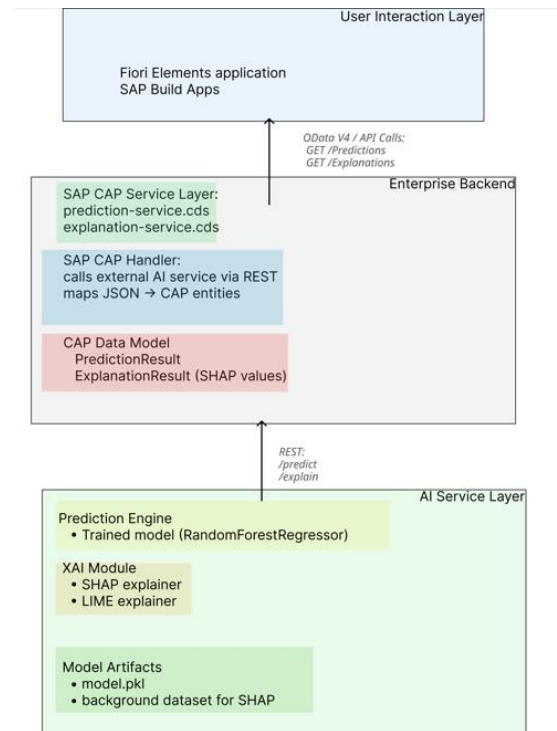 User Interaction Layer
Fiori Elements application
SAP Build Apps
OData V4 / API Calls:
GET /Predictions
GET /Explanations
Enterprise Backend
SAP CAP Service Layer:
prediction-service.cds
explanation-service.cds
SAP CAP Handler:
calls external AI service via REST
maps JSON → CAP entities
CAP Data Model
PredictionResult
ExplanationResult (SHAP values)
REST:
/predict
/explain
AI Service Layer
Prediction Engine
• Trained model (RandomForestRegressor)
XAI Module
• SHAP explainer
• LIME explainer
Model Artifacts
• model.pkl
• background dataset for SHAP